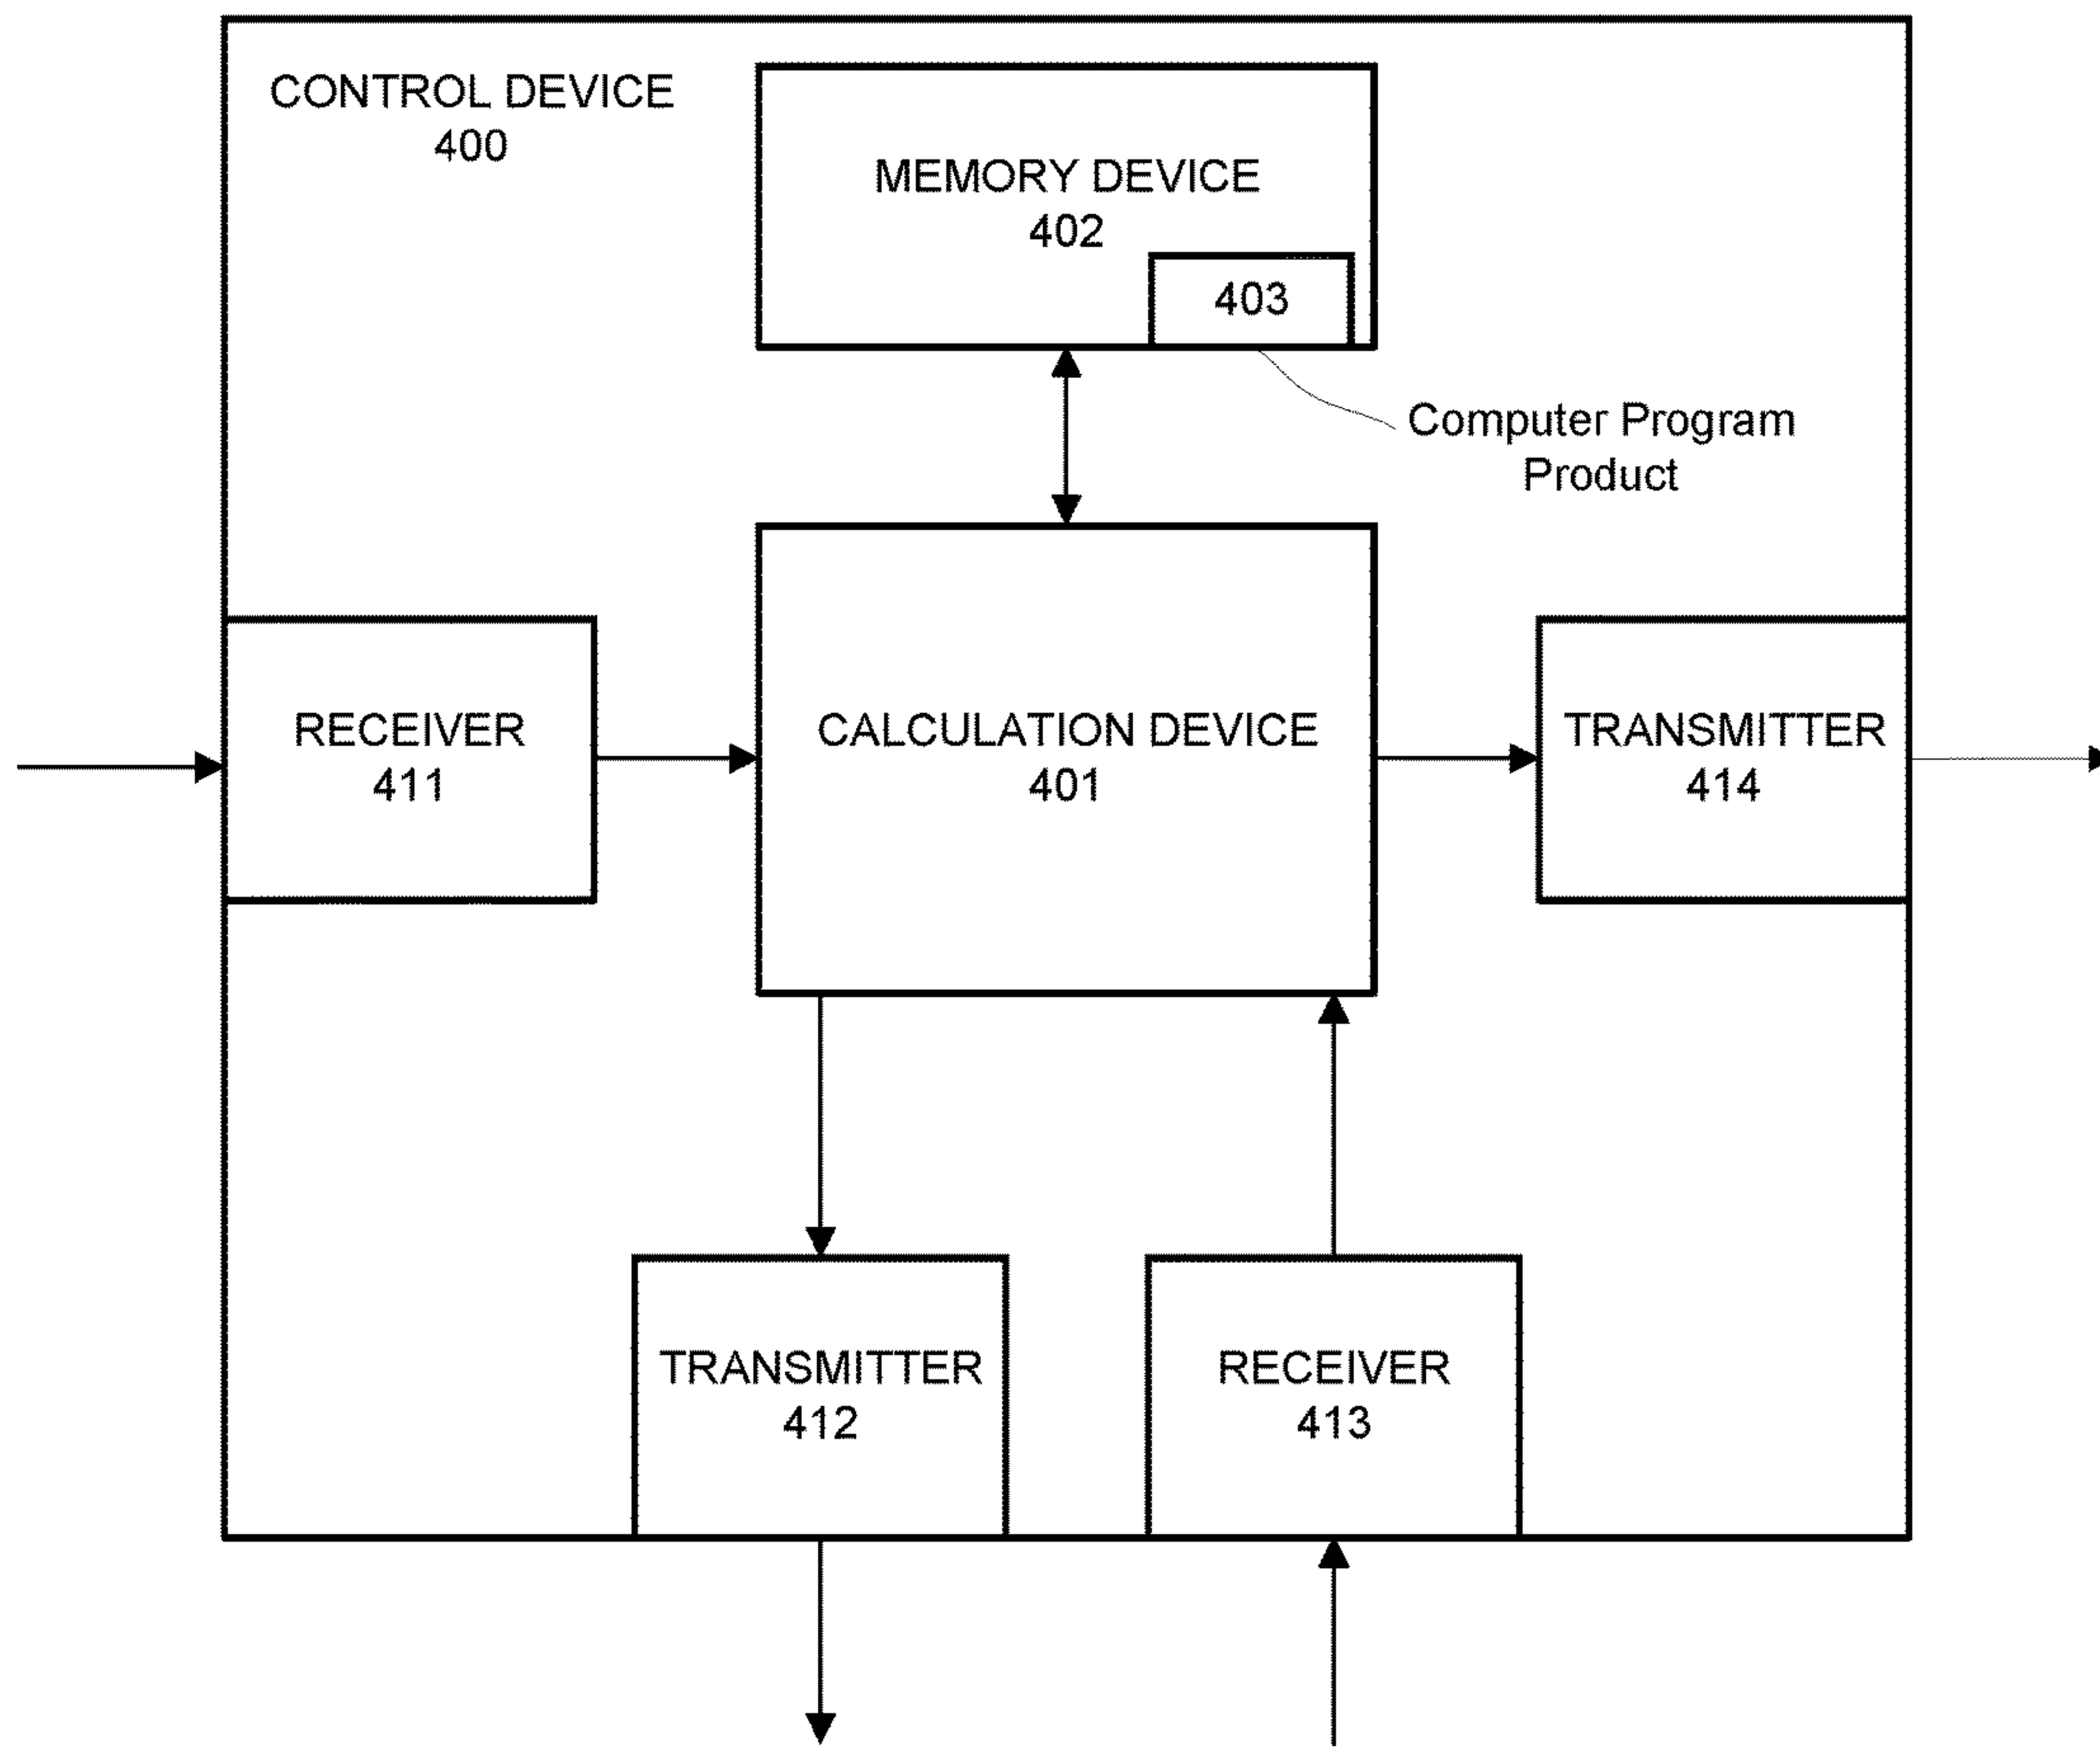 CONTROL DEVICE
400
MEMORY DEVICE
402
403
Computer Program
Product
RECEIVER
411
CALCULATION DEVICE
401
TRANSMITTER
414
TRANSMITTER
412
RECEIVER
413